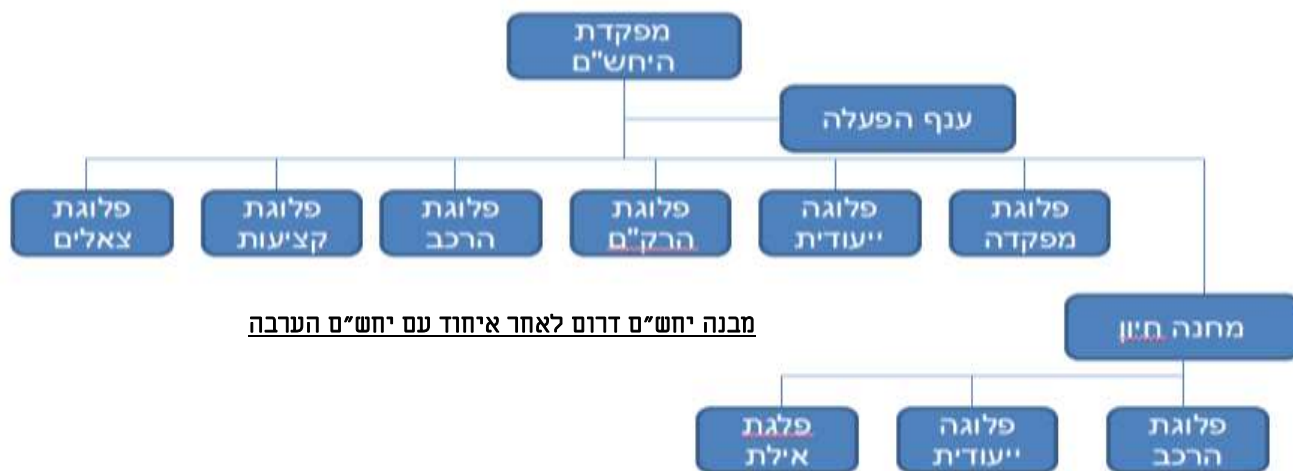 מפקדת
היחש"ם
ענף הפעלה
פלוגת
מפקדה
פלוגה
ייעודית
פלוגת
הרק"ם
פלוגת
הרכב
פלוגת
קציעות
פלוגת
צאלים
מבנה יחש״ם דרום לאחר איחוד עם יחש״ם הערבה
מחנה חיון
פלוגת
הרכב
פלוגה
ייעודית
פלגת
אילת